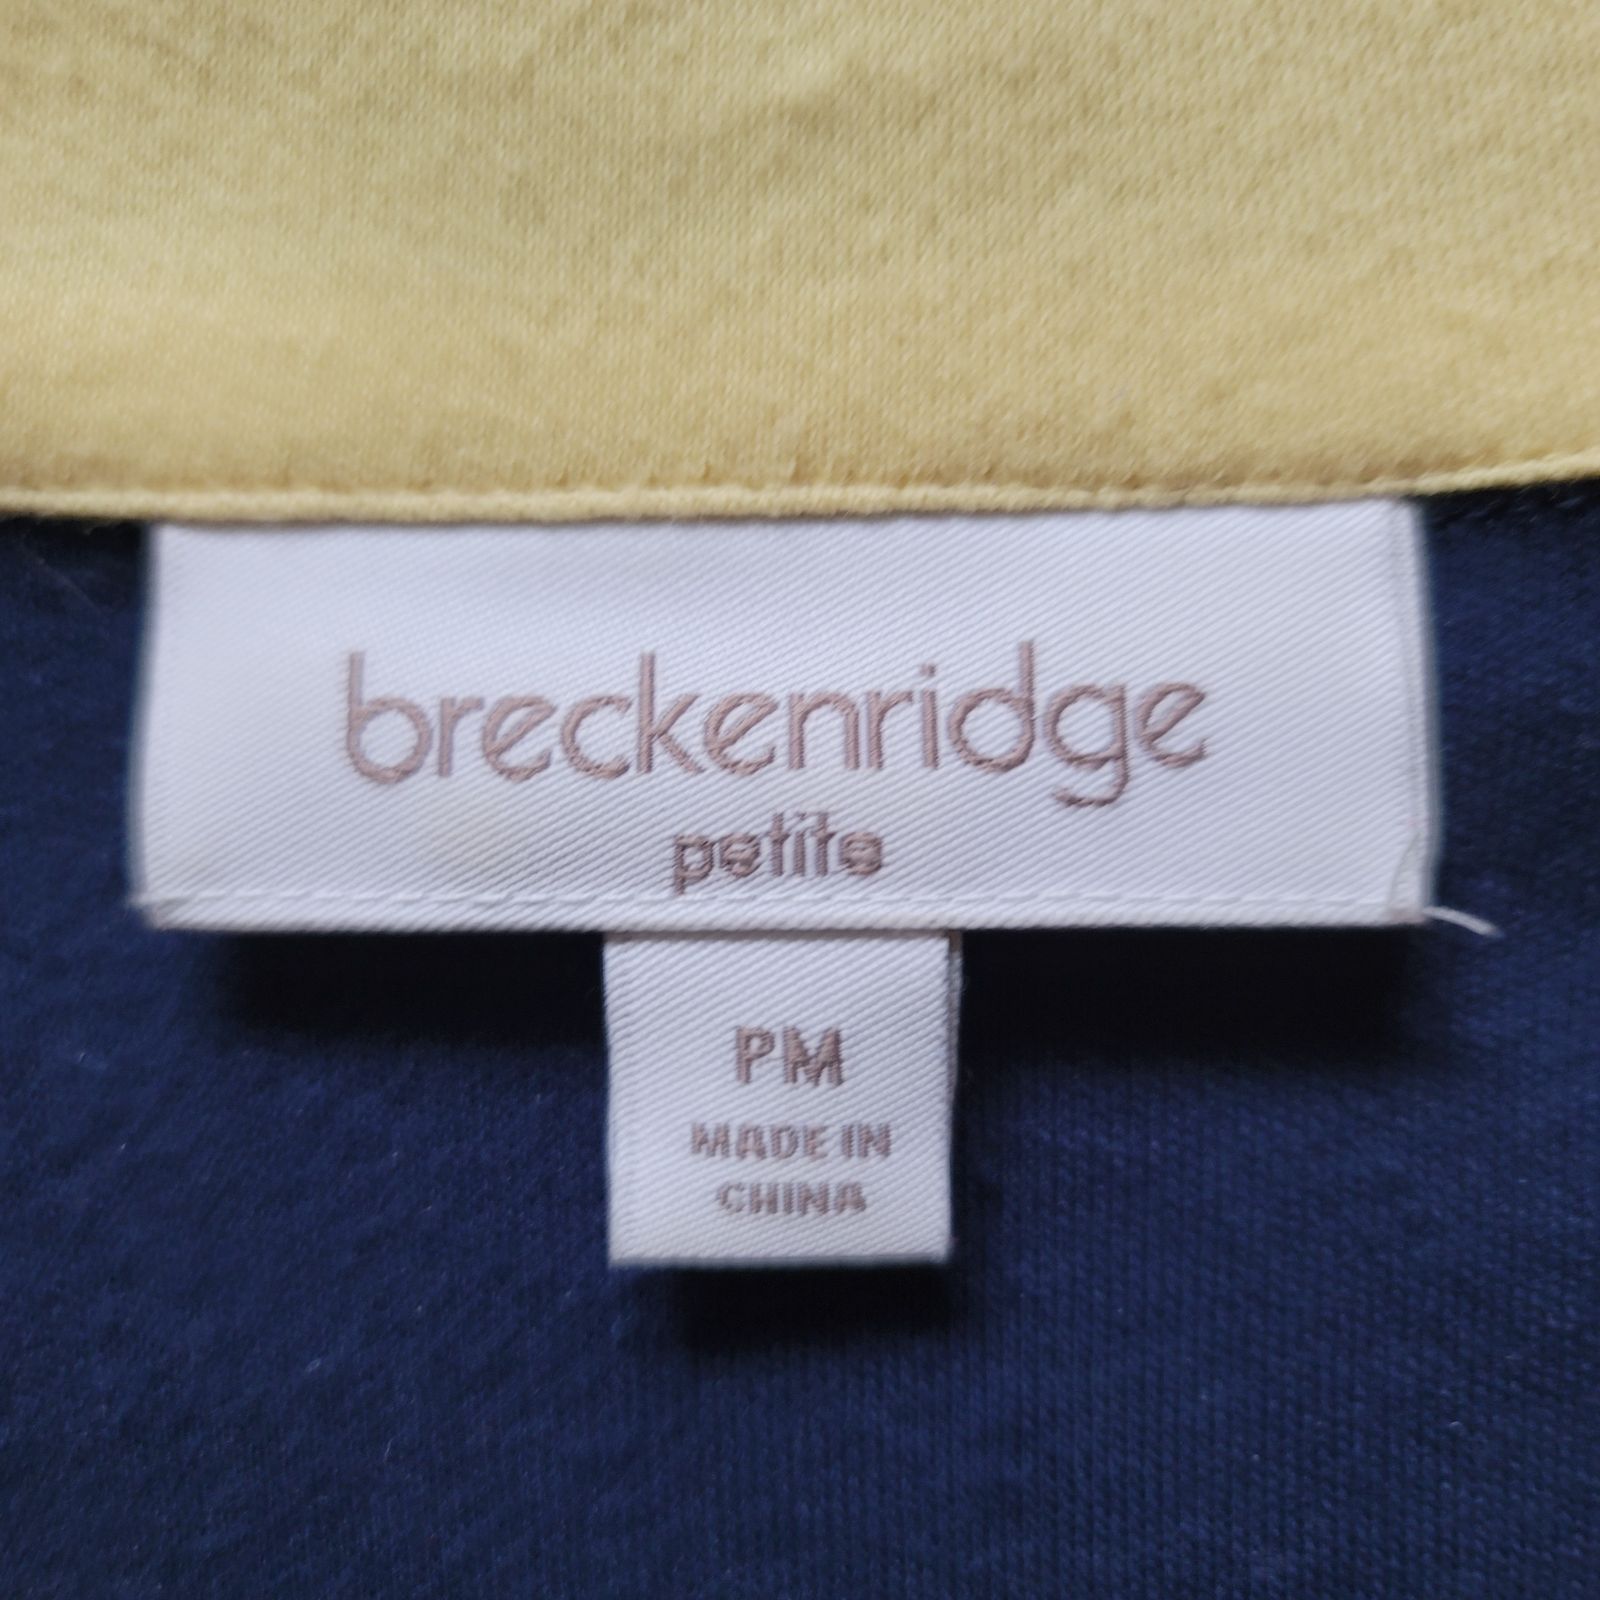 breckenridge
petite
PM
MADE IN
CHINA